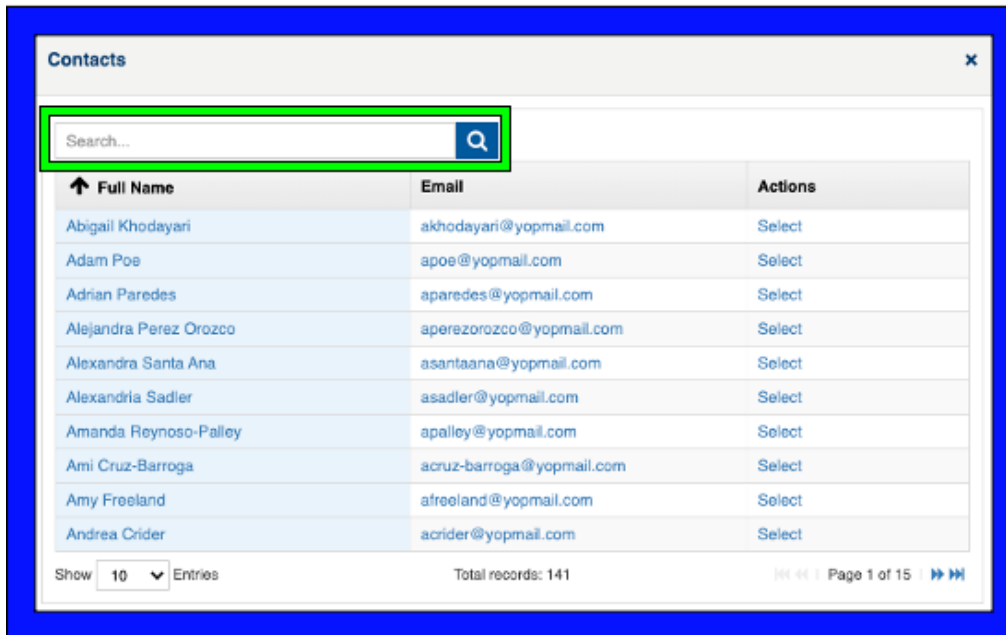 Contacts ×
Search...
Full Name Email Actions
Abigail Khodayari akhodayari@yopmail.com Select
Adam Poe apoe@yopmail.com Select
Adrian Paredes aparedes@yopmail.com Select
Alejandra Perez Orozco aperezorozco@yopmail.com Select
Alexandra Santa Ana asantaana@yopmail.com Select
Alexandria Sadler asadler@yopmail.com Select
Amanda Reynoso-Palley apalley@yopmail.com Select
Ami Cruz-Barroga acruz-barroga@yopmail.com Select
Amy Freeland afreeland@yopmail.com Select
Andrea Crider acrider@yopmail.com Select
Show 10 Entries Total records: 141 Page 1 of 15